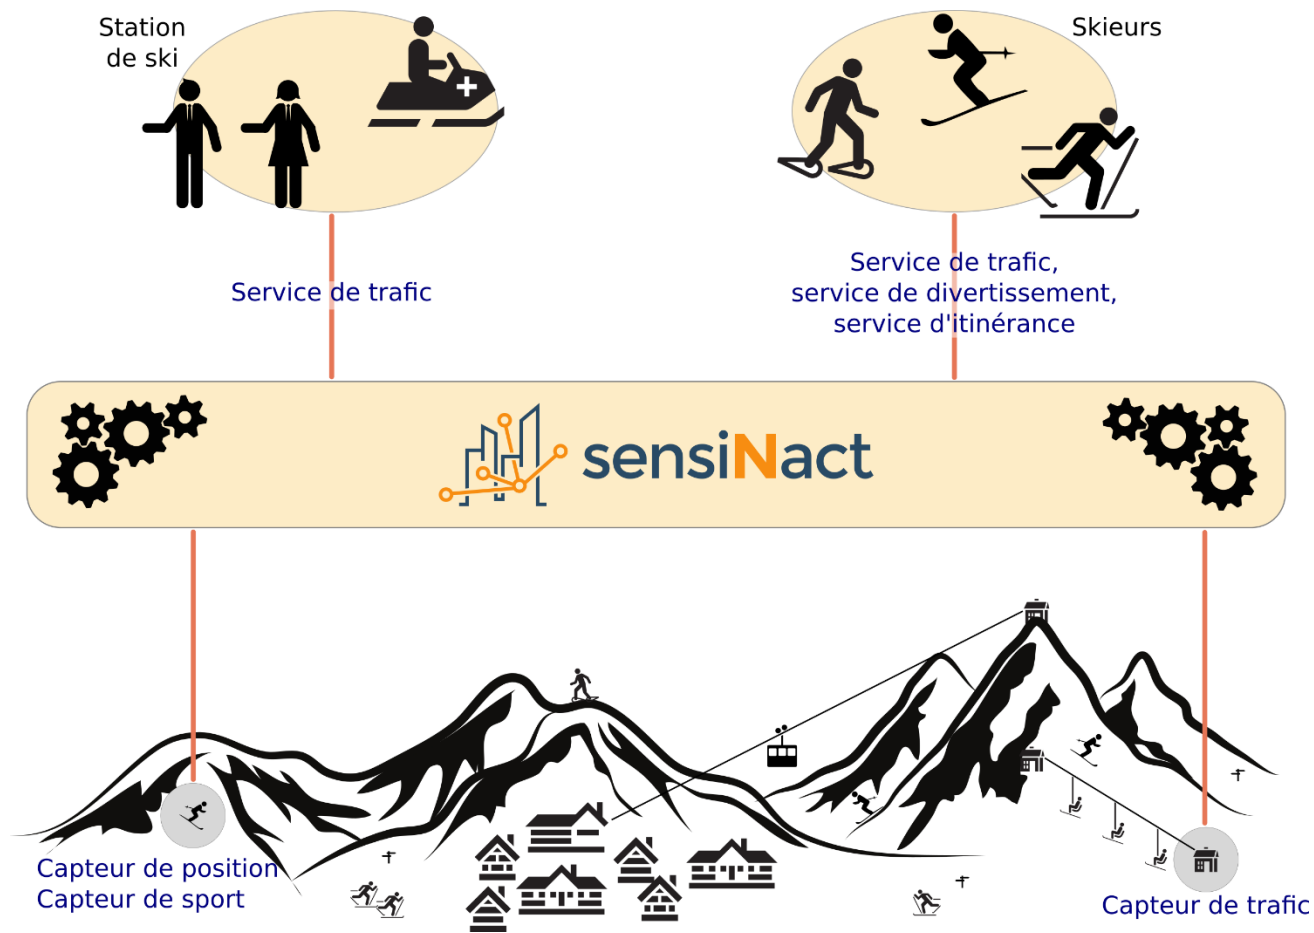 Station
de ski
Skieurs
Service de trafic
Service de trafic,
service de divertissement,
service d'itinérance
sensiNact
Capteur de position
Capteur de sport
Capteur de trafic